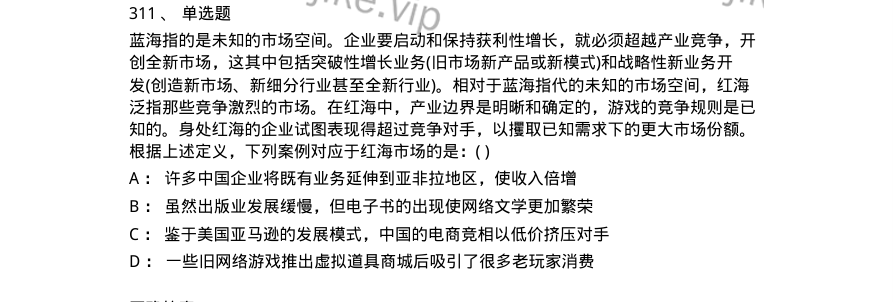 311 、 单选题
蓝海指的是未知的市场空间。企业要启动和保持获利性增长，就必须超越产业竞争，开
创全新市场，这其中包括突破性增长业务(旧市场新产品或新模式)和战略性新业务开
发(创造新市场、新细分行业甚至全新行业)。相对于蓝海指代的未知的市场空间，红海
泛指那些竞争激烈的市场。在红海中，产业边界是明晰和确定的，游戏的竞争规则是已
知的。身处红海的企业试图表现得超过竞争对手，以攫取已知需求下的更大市场份额。
根据上述定义，下列案例对应于红海市场的是：( )
A： 许多中国企业将既有业务延伸到亚非拉地区，使收入倍增
B： 虽然出版业发展缓慢，但电子书的出现使网络文学更加繁荣
C： 鉴于美国亚马逊的发展模式，中国的电商竞相以低价挤压对手
D： 一些旧网络游戏推出虚拟道具商城后吸引了很多老玩家消费